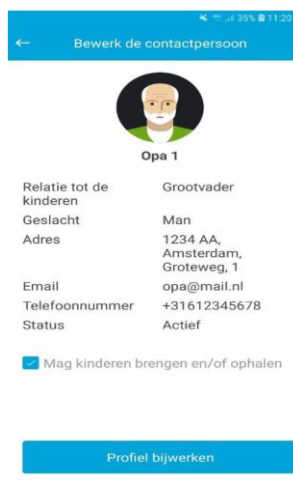 35% 11:20
Bewerk de contactpersoon
Opa 1
Relatie tot de kinderen Grootvader
Geslacht Man
Adres 1234 AA,
Amsterdam,
Groteweg, 1
Email opa@mail.nl
Telefoonnummer +31612345678
Status Actief
Mag kinderen brengen en/of ophalen
Profiel bijwerken